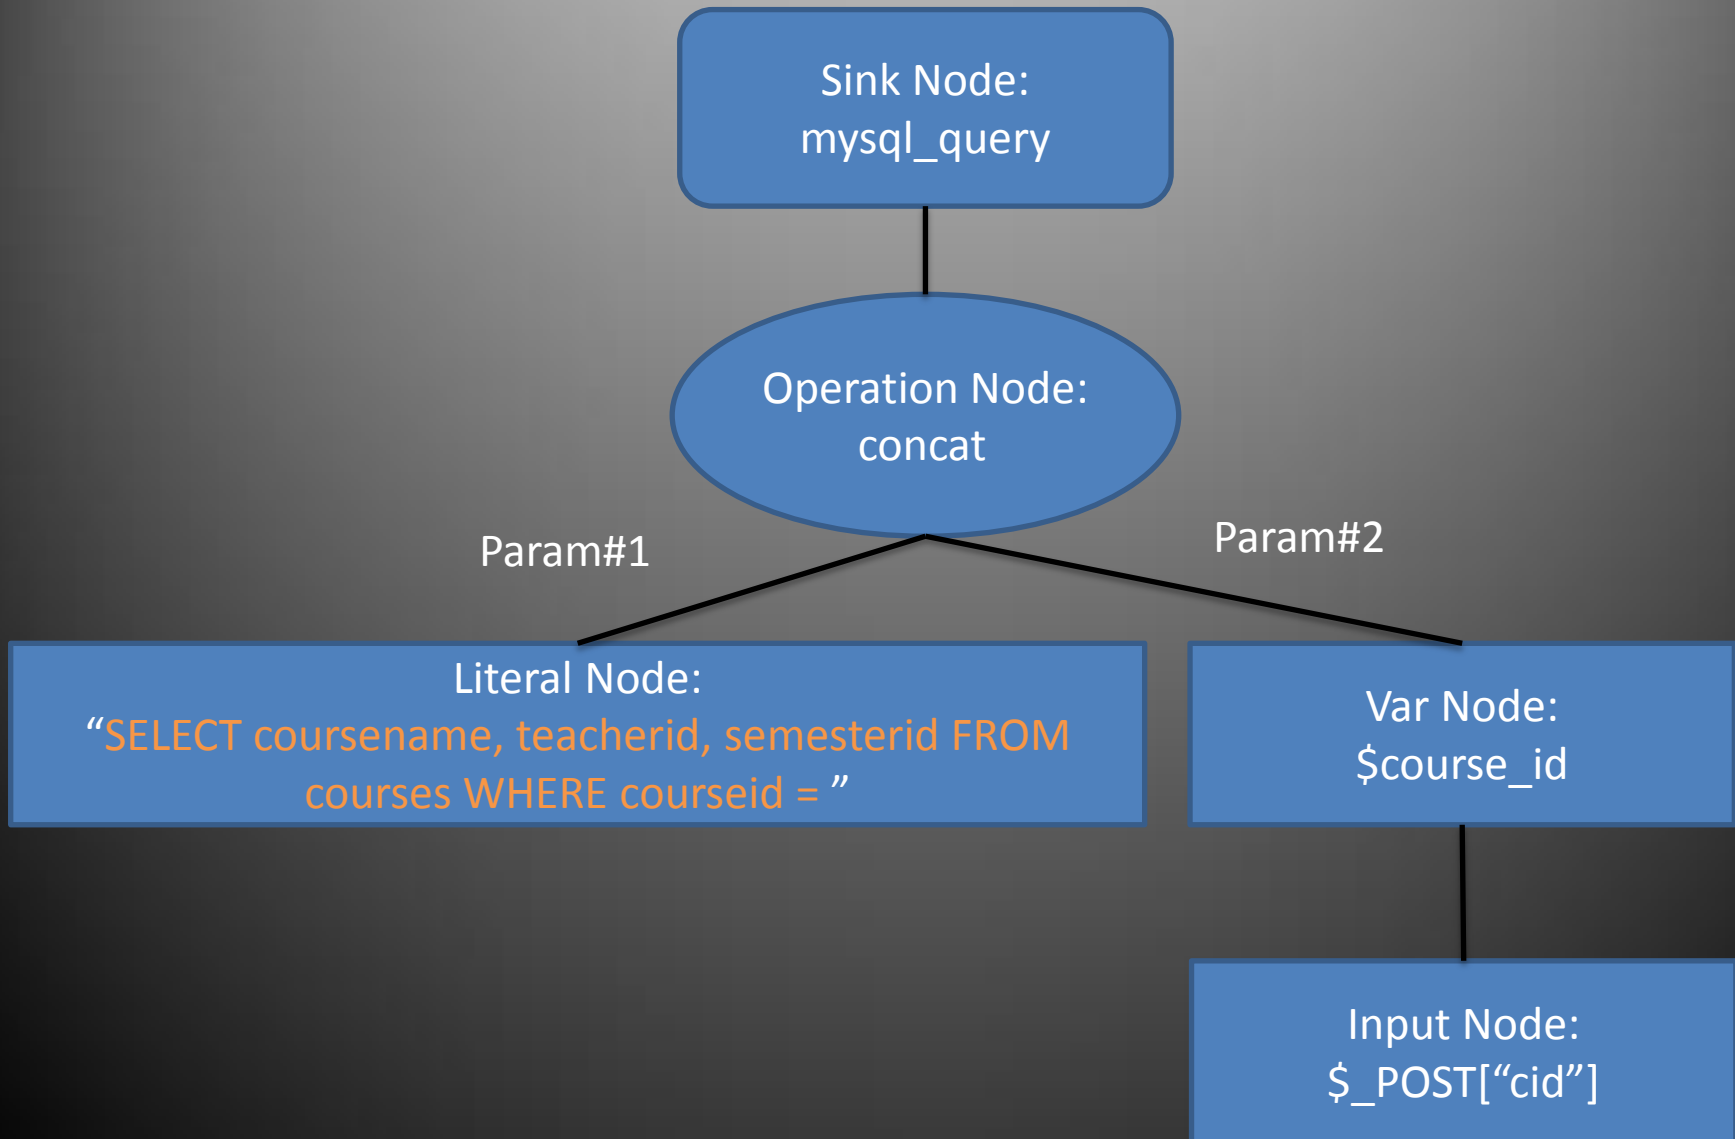 Sink Node:
mysql_query
Operation Node:
concat
Param#1
Param#2
Literal Node:
“SELECT coursename, teacherid, semesterid FROM
courses WHERE courseid = ”
Var Node:
$course_id
Input Node:
$_POST[“cid”]